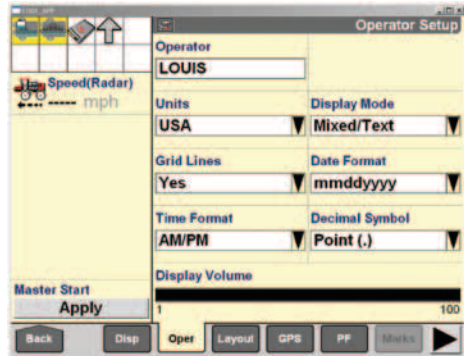 Operator Setup
Operator
LOUIS
Speed(Radar)
----- mph
Units
Display Mode
USA
Mixed/Text
Grid Lines
Date Format
Yes
mmddyyyy
Time Format
Decimal Symbol
AM/PM
Point (.)
Display Volume
Master Start
Apply
1
100
Back
Disp
Oper
Layout
GPS
PF
Marks